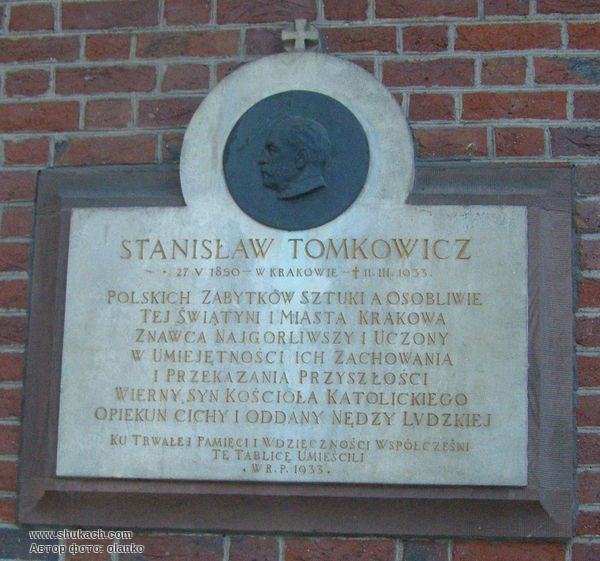 STANISŁAW TOMKOWICZ
· 27 V 1850 – W KRAKOWIE – † 11. III. 1933.
POLSKICH ZABYTKÓW SZTUKI A OSOBLIWIE
TEJ ŚWIĄTYNI I MIASTA KRAKOWA
ZNAWCA NAJGORLIWSZY I UCZONY
W UMIEJĘTNOŚCI ICH ZACHOWANIA
I PRZEKAZANIA PRZYSZŁOŚCI
WIERNY SYN KOŚCIOŁA KATOLICKIEGO
OPIEKUN CICHY I ODDANY NĘDZY LVDZKIEJ
KU TRWAŁEJ PAMIĘCI I WDZIĘCZNOŚCI WSPÓŁCZEŚNI
TĘ TABLICĘ UMIEŚCILI
· W R. P. 1933 ·
www.shukach.com
Автор фото: olanko